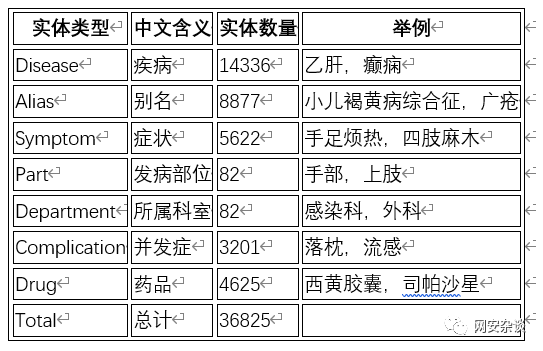 实体类型 中文含义 实体数量 举例
Disease 疾病 14336 乙肝，癫痫
Alias 别名 8877 小儿褐黄病综合征，广疮
Symptom 症状 5622 手足烦热，四肢麻木
Part 发病部位 82 手部，上肢
Department 所属科室 82 感染科，外科
Complication 并发症 3201 落枕，流感
Drug 药品 4625 西黄胶囊，司帕沙星
Total 总计 36825
网安杂谈